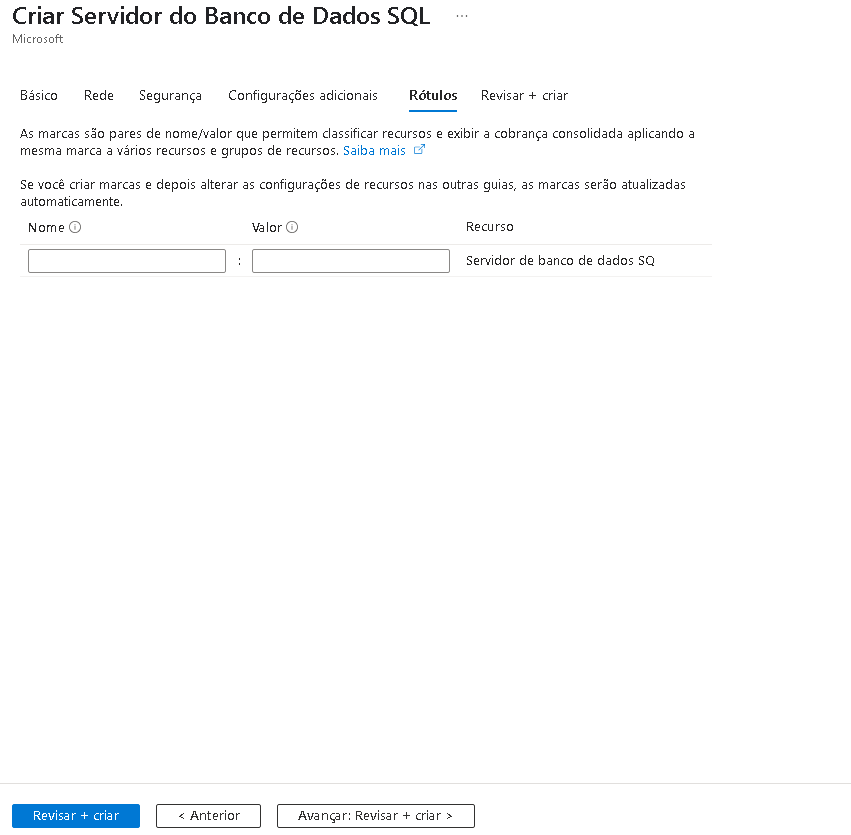 Criar Servidor do Banco de Dados SQL ...
Microsoft
Básico Rede Segurança Configurações adicionais Rótulos Revisar + criar
As marcas são pares de nome/valor que permitem classificar recursos e exibir a cobrança consolidada aplicando a
mesma marca a vários recursos e grupos de recursos. Saiba mais
Se você criar marcas e depois alterar as configurações de recursos nas outras guias, as marcas serão atualizadas
automaticamente.
Nome Valor Recurso
: Servidor de banco de dados SQ
Revisar + criar < Anterior Avançar: Revisar + criar >